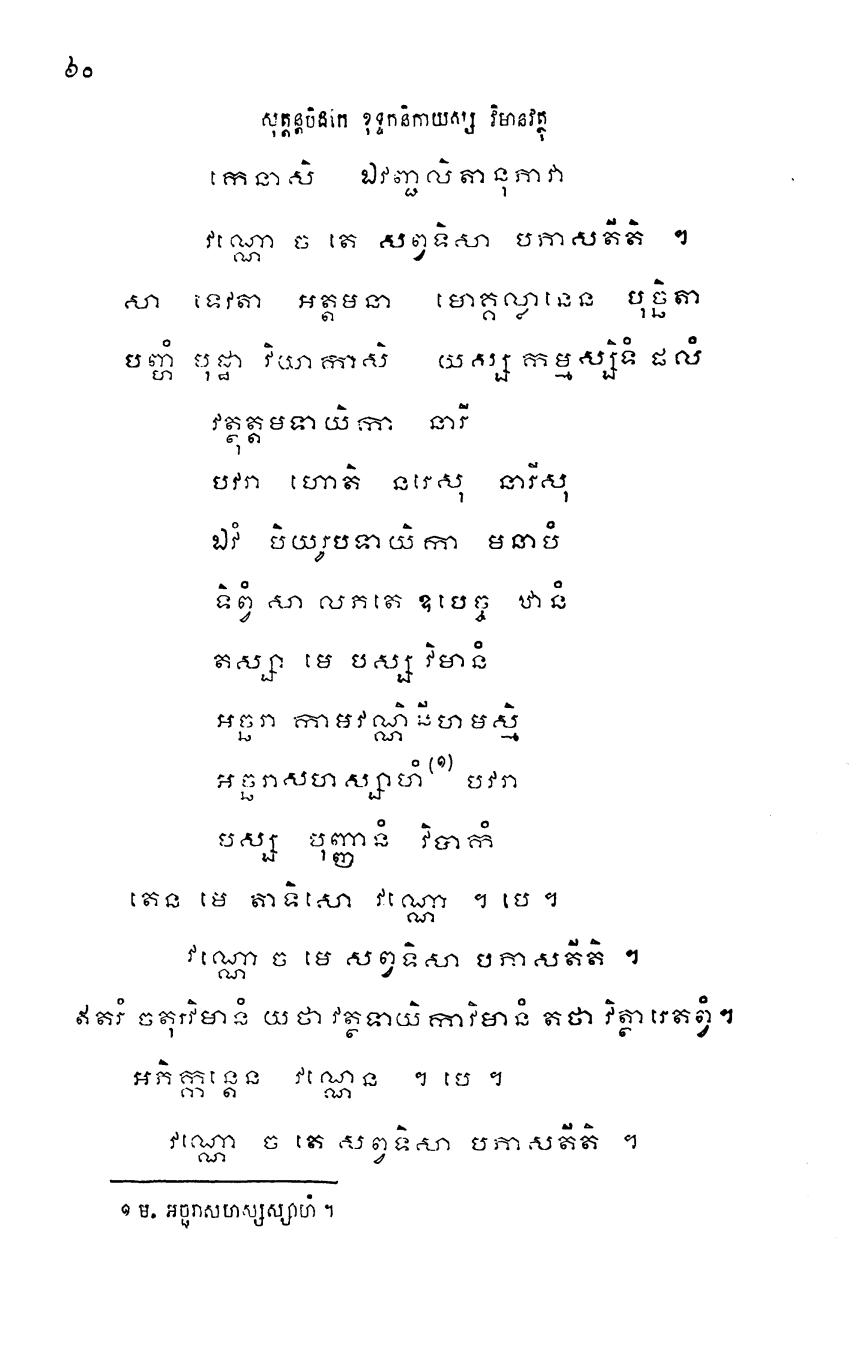 ៦០
សុត្តន្តបិដកេ ខុទ្ទកនិកាយស្ស វិមានវត្ថុ
កេនាសិ ឯវញ្ជលិតានុភាវា
វណ្ណោ ច តេ សព្វទិសា បភាសតីតិ ។
សា ទេវតា អត្តមនា មោគ្គល្លានេន បុច្ឆិតា
បញ្ហំ បុដ្ឋា វិយាកាសិ យស្ស កម្មស្សិទំ ផលំ
វត្ថុត្តមទាយិកា នារី
បវរា ហោតិ នរេសុ នារីសុ
ឯវំ បិយរូបទាយិកា មនាបំ
ទិព្វំ សា លភតេ ឧបេច្ច ឋានំ
តស្សា មេ បស្ស វិមានំ
អច្ឆរា កាមវណ្ណិនីហមស្មិ
អច្ឆរាសហស្សាហំ(១) បវរា
បស្ស បុញ្ញានំ វិបាកំ
តេន មេ តាទិសោ វណ្ណោ ។ បេ ។
វណ្ណោ ច មេ សព្វទិសា បភាសតីតិ ។
ឥតរំ ចតុរវិមានំ យថា វត្ថទាយិកាវិមានំ តថា វិត្ថារេតព្វំ។
អភិក្កន្តេន វណ្ណេន ។ បេ ។
វណ្ណោ ច តេ សព្វទិសា បភាសតីតិ ។
១ ម. អច្ឆរាសហស្សស្សាហំ ។